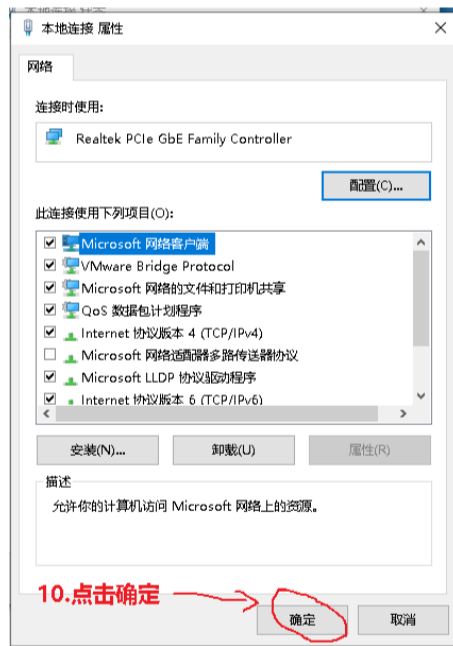 本地连接 属性
网络
连接时使用:
Realtek PCIe GbE Family Controller
配置(C)...
此连接使用下列项目(O):
Microsoft 网络客户端
VMware Bridge Protocol
Microsoft 网络的文件和打印机共享
QoS 数据包计划程序
Internet 协议版本 4 (TCP/IPv4)
Microsoft 网络适配器多路传送器协议
Microsoft LLDP 协议驱动程序
Internet 协议版本 6 (TCP/IPv6)
安装(N)... 卸载(U) 属性(R)
描述
允许你的计算机访问 Microsoft 网络上的资源。
10.点击确定
确定 取消